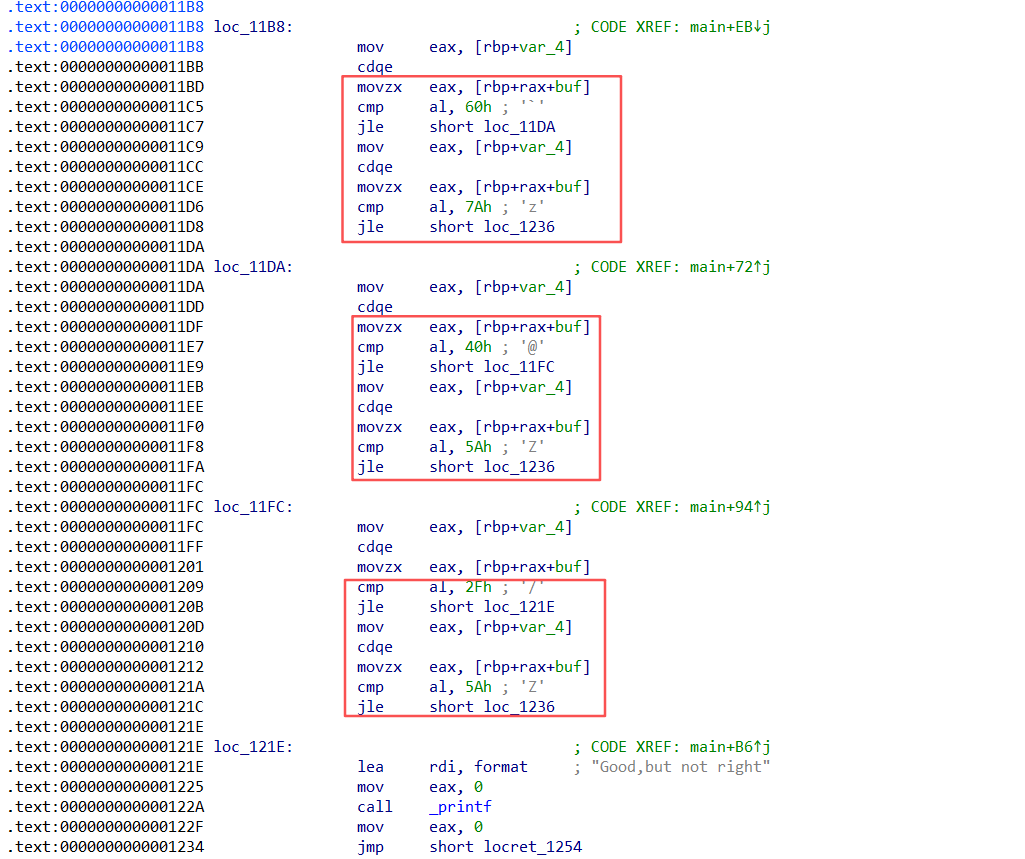 .text:00000000000011B8
.text:00000000000011B8 loc_11B8: ; CODE XREF: main+EB↓j
.text:00000000000011B8 mov eax, [rbp+var_4]
.text:00000000000011BB cdqe
.text:00000000000011BD movzx eax, [rbp+rax+buf]
.text:00000000000011C5 cmp al, 60h ; '`'
.text:00000000000011C7 jle short loc_11DA
.text:00000000000011C9 mov eax, [rbp+var_4]
.text:00000000000011CC cdqe
.text:00000000000011CE movzx eax, [rbp+rax+buf]
.text:00000000000011D6 cmp al, 7Ah ; 'z'
.text:00000000000011D8 jle short loc_1236
.text:00000000000011DA
.text:00000000000011DA loc_11DA: ; CODE XREF: main+72↑j
.text:00000000000011DA mov eax, [rbp+var_4]
.text:00000000000011DD cdqe
.text:00000000000011DF movzx eax, [rbp+rax+buf]
.text:00000000000011E7 cmp al, 40h ; '@'
.text:00000000000011E9 jle short loc_11FC
.text:00000000000011EB mov eax, [rbp+var_4]
.text:00000000000011EE cdqe
.text:00000000000011F0 movzx eax, [rbp+rax+buf]
.text:00000000000011F8 cmp al, 5Ah ; 'Z'
.text:00000000000011FA jle short loc_1236
.text:00000000000011FC
.text:00000000000011FC loc_11FC: ; CODE XREF: main+94↑j
.text:00000000000011FC mov eax, [rbp+var_4]
.text:00000000000011FF cdqe
.text:0000000000001201 movzx eax, [rbp+rax+buf]
.text:0000000000001209 cmp al, 2Fh ; '/'
.text:000000000000120B jle short loc_121E
.text:000000000000120D mov eax, [rbp+var_4]
.text:0000000000001210 cdqe
.text:0000000000001212 movzx eax, [rbp+rax+buf]
.text:000000000000121A cmp al, 5Ah ; 'Z'
.text:000000000000121C jle short loc_1236
.text:000000000000121E
.text:000000000000121E loc_121E: ; CODE XREF: main+B6↑j
.text:000000000000121E lea rdi, format ; "Good,but not right"
.text:0000000000001225 mov eax, 0
.text:000000000000122A call _printf
.text:000000000000122F mov eax, 0
.text:0000000000001234 jmp short locret_1254